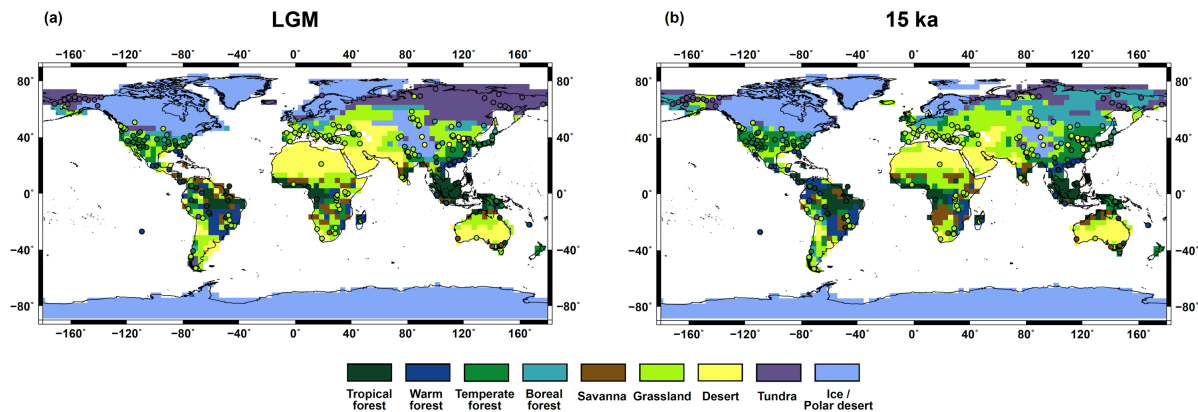 (a) LGM
−160° −120° −80° −40° 0° 40° 80° 120° 160°
80° 80°
40° 40°
0° 0°
−40° −40°
−80° −80°
−160° −120° −80° −40° 0° 40° 80° 120° 160°
(b) 15 ka
−160° −120° −80° −40° 0° 40° 80° 120° 160°
80° 80°
40° 40°
0° 0°
−40° −40°
−80° −80°
−160° −120° −80° −40° 0° 40° 80° 120° 160°
Tropical forest
Warm forest
Temperate forest
Boreal forest
Savanna
Grassland
Desert
Tundra
Ice / Polar desert